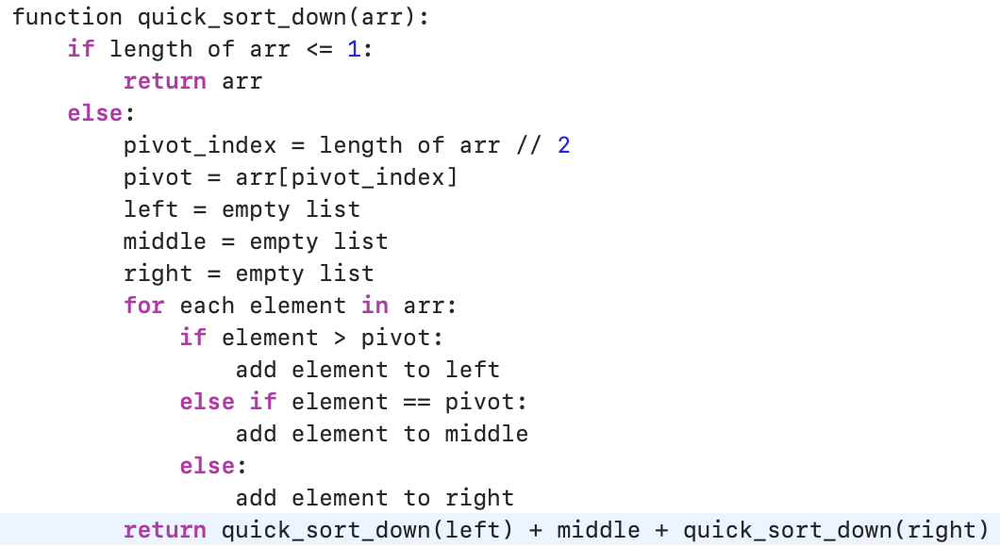 function quick_sort_down(arr):
    if length of arr <= 1:
        return arr
    else:
        pivot_index = length of arr // 2
        pivot = arr[pivot_index]
        left = empty list
        middle = empty list
        right = empty list
        for each element in arr:
            if element > pivot:
                add element to left
            else if element == pivot:
                add element to middle
            else:
                add element to right
        return quick_sort_down(left) + middle + quick_sort_down(right)